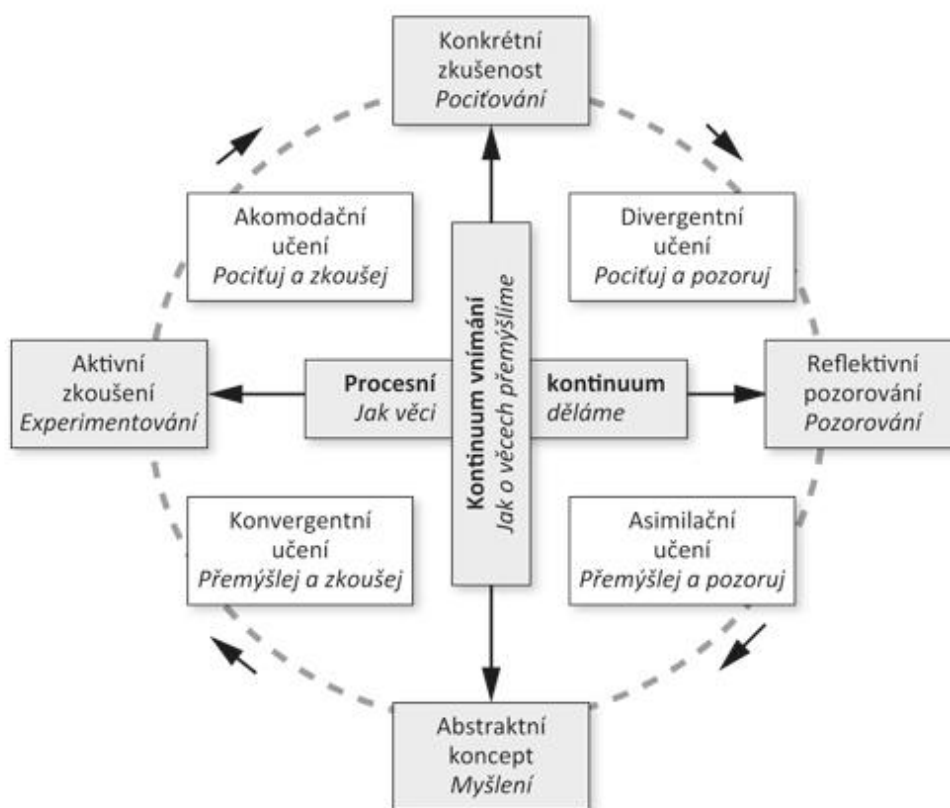 Konkrétní
zkušenost
Pociťování
Akomodační
učení
Pociťuj a zkoušej
Divergentní
učení
Pociťuj a pozoruj
Aktivní
zkoušení
Experimentování
Procesní kontinuum
Jak věci děláme
Kontinuum vnímání
Jak o věcech přemýšlíme
Reflektivní
pozorování
Pozorování
Konvergentní
učení
Přemýšlej a zkoušej
Asimilační
učení
Přemýšlej a pozoruj
Abstraktní
koncept
Myšlení